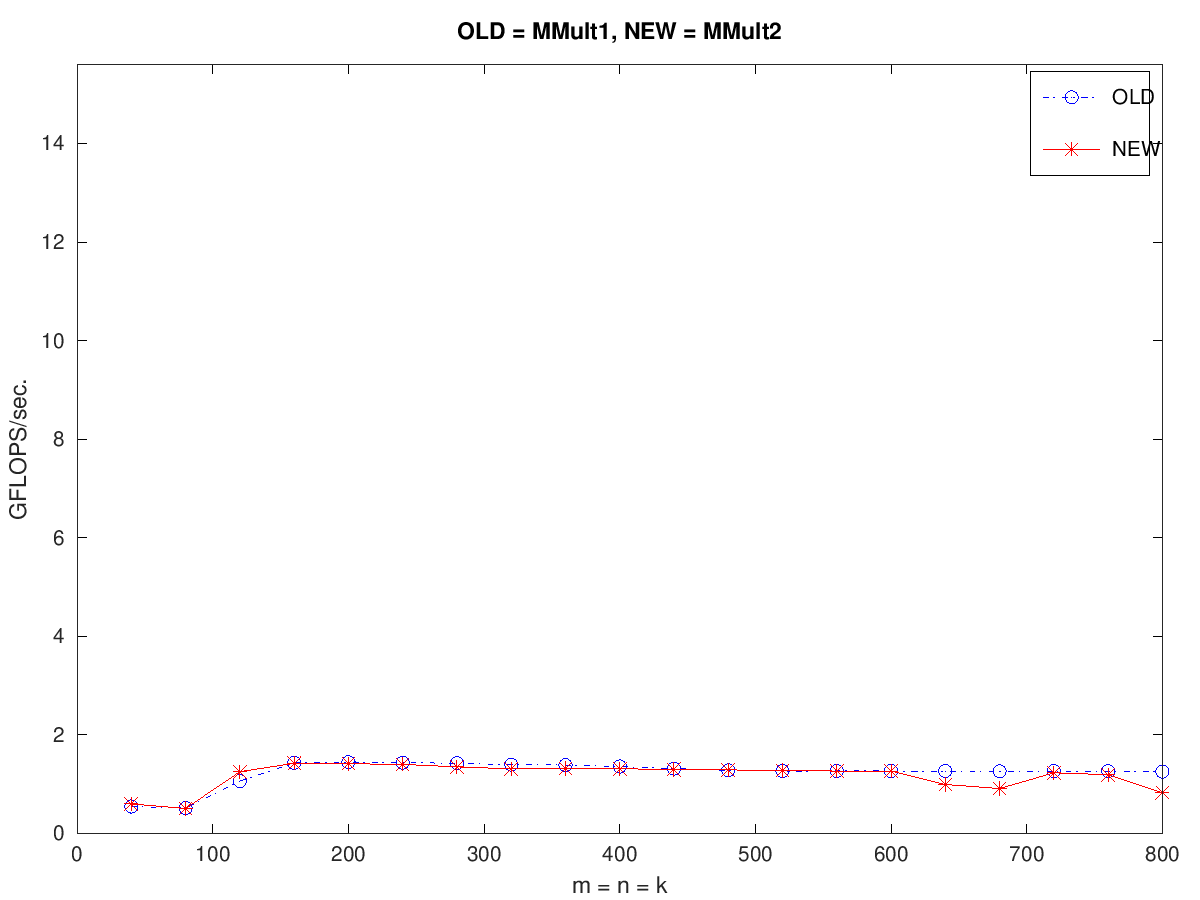 OLD = MMult1, NEW = MMult2
OLD
NEW
GFLOPS/sec.
14
12
10
8
6
4
2
0
0 100 200 300 400 500 600 700 800
m = n = k